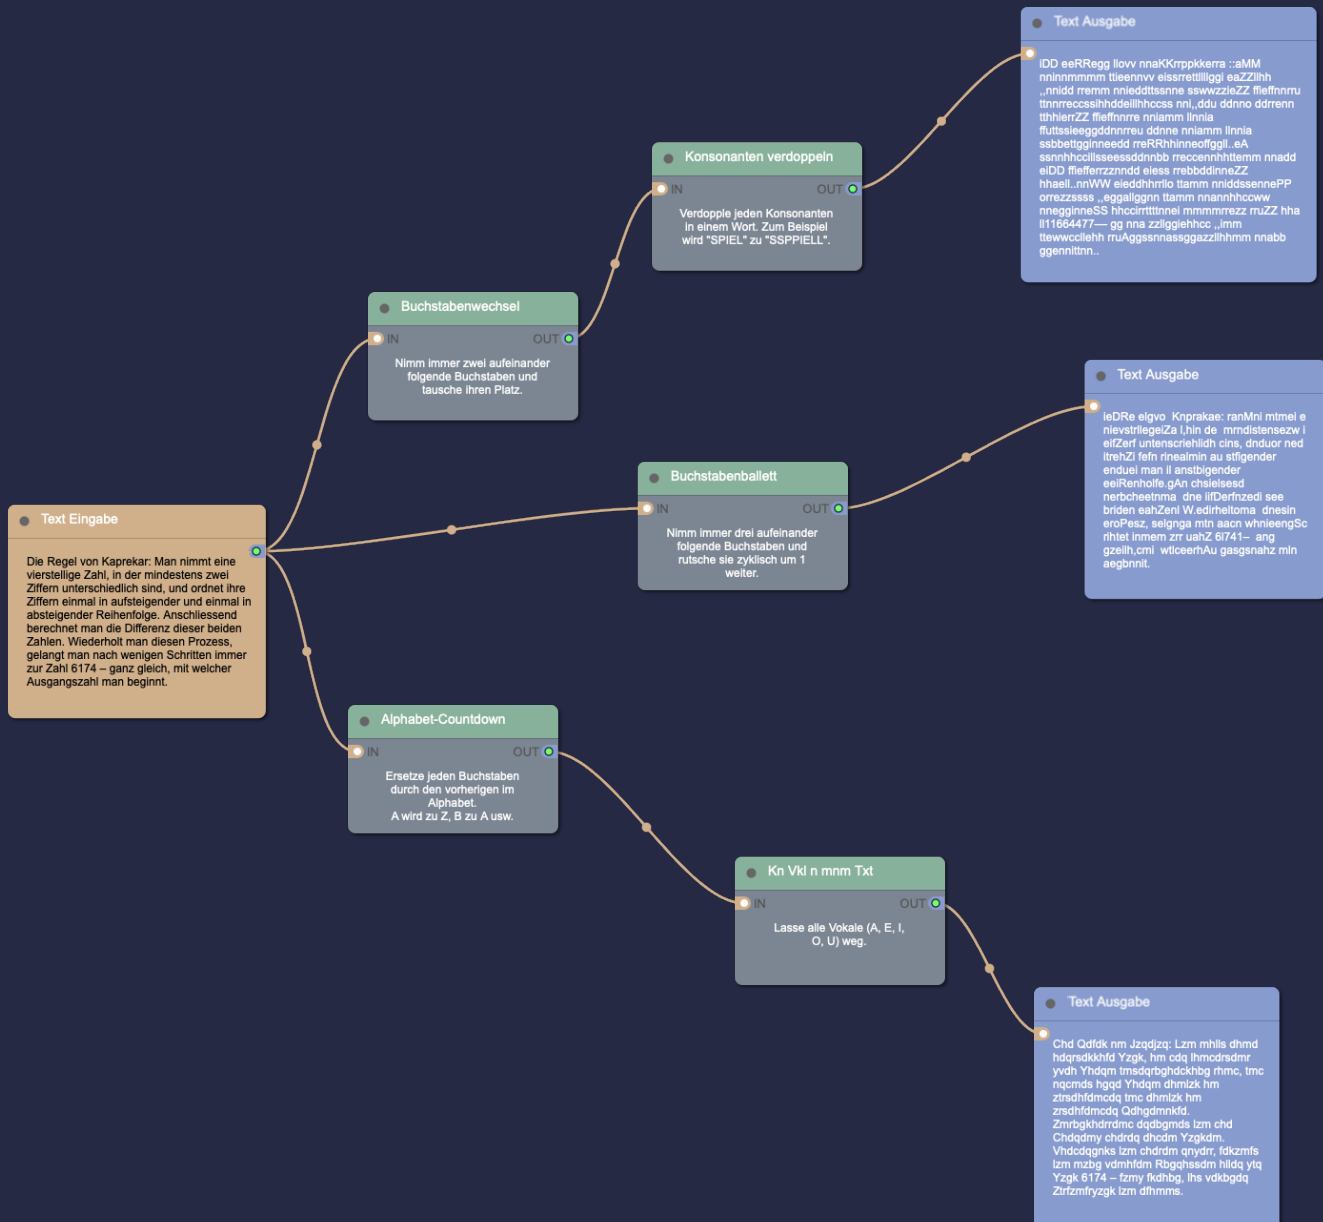 Text Ausgabe
iDD eeRRegg llovv nnaKKrrppkkerra ::aMM
nninnmmmm ttieennvv eissrrettllllggi eaZZllhh
,,nnidd rremm nnieddttssnne sswwzzieZZ ffieffnnrru
ttnnrreccssihhddeillhhccss nni,,ddu ddnno ddrrenn
tthhierrZZ ffieffnnrre nniamm llnnia
ffuttssieeggddnnrreu ddnne nniamm llnnia
ssbbettgginneedd rreRRhhinneoffggll..eA
ssnnhhccillsseessddnnbb rreccennhhttemm nnadd
eiDD ffiefferrzznndd eiess rrebbddinneZZ
hhaell..nnWW eieddhhrrllo ttamm nniddssennePP
orrezzssss ,,eggallggnn ttamm nnannhhccww
nnegginneSS hhccirrttttnnei mmmmrrezz rruZZ hha
ll11664477–– gg nna zzllggiehhcc ,,imm
ttewwccllehh rruAggssnnassggazzllhhmm nnabb
ggennittnn..
Konsonanten verdoppeln
IN OUT
Verdopple jeden Konsonanten
in einem Wort. Zum Beispiel
wird "SPIEL" zu "SSPPIELL".
Buchstabenwechsel
IN OUT
Nimm immer zwei aufeinander
folgende Buchstaben und
tausche ihren Platz.
Text Ausgabe
ieDRe elgvo Knprakae: ranMni mtmei e
nievstrllegeiZa l,hin de mmdistensezw i
eifZerf untenscriehlidh cins, dnduor ned
itrehZi fefn rinealmin au stfigender
enduei man il anstbigender
eeiRenholfe.gAn chsielsesd
nerbcheetnma dne iifDerfnzedi see
briden eahZenl W.edirheltoma dnesin
eroPesz, selgnga mtn aacn whnieengSc
rihtet inmem zrr uahZ 6l741– ang
gzeilh,cmi wtlceerhAu gasgsnahz mln
aegbnnit.
Buchstabenballett
IN OUT
Nimm immer drei aufeinander
folgende Buchstaben und
rutsche sie zyklisch um 1
weiter.
Text Eingabe
Die Regel von Kaprekar: Man nimmt eine
vierstellige Zahl, in der mindestens zwei
Ziffern unterschiedlich sind, und ordnet ihre
Ziffern einmal in aufsteigender und einmal in
absteigender Reihenfolge. Anschliessend
berechnet man die Differenz dieser beiden
Zahlen. Wiederholt man diesen Prozess,
gelangt man nach wenigen Schritten immer
zur Zahl 6174 – ganz gleich, mit welcher
Ausgangszahl man beginnt.
Alphabet-Countdown
IN OUT
Ersetze jeden Buchstaben
durch den vorherigen im
Alphabet.
A wird zu Z, B zu A usw.
Kn Vkl n mnm Txt
IN OUT
Lasse alle Vokale (A, E, I,
O, U) weg.
Text Ausgabe
Chd Qdfdk nm Jzqdjzq: Lzm mhlls dhmd
hdqrsdkkhfd Yzgk, hm cdq lhmcdrsdmr
yvdh Yhdqm tmsdqrbghdckhbg rhmc, tmc
nqcmds hgqd Yhdqm dhmlzk hm
ztrsdhfdmcdq tmc dhmlzk hm
zrsdhfdmcdq Qdhgdmnkfd.
Zmrbgkhdrrdmc dqdbgmds lzm chd
Chdqdmy chdrdq dhcdm Yzgkdm.
Vhdcdqgnks lzm chdrdm qnydrr, fdkzmfs
lzm mzbg vdmhfdm Rbgqhssdm hlldq ytq
Yzgk 6174 – fzmy fkdhbg, lhs vdkbgdq
Ztrfzmfryzgk lzm dfhmms.